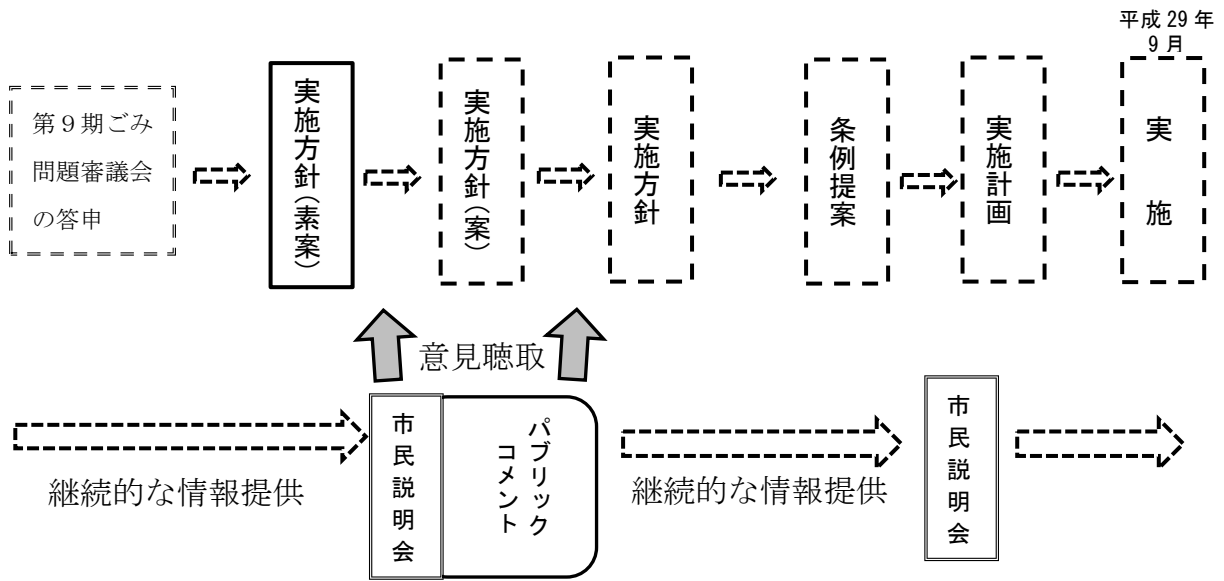 平成 29 年
9 月
第９期ごみ
問題審議会
の答申
実施方針（素案）
実施方針（案）
実施方針
条例提案
実施計画
実施
意見聴取
市民説明会
パブリック
コメント
市民説明会
継続的な情報提供
継続的な情報提供